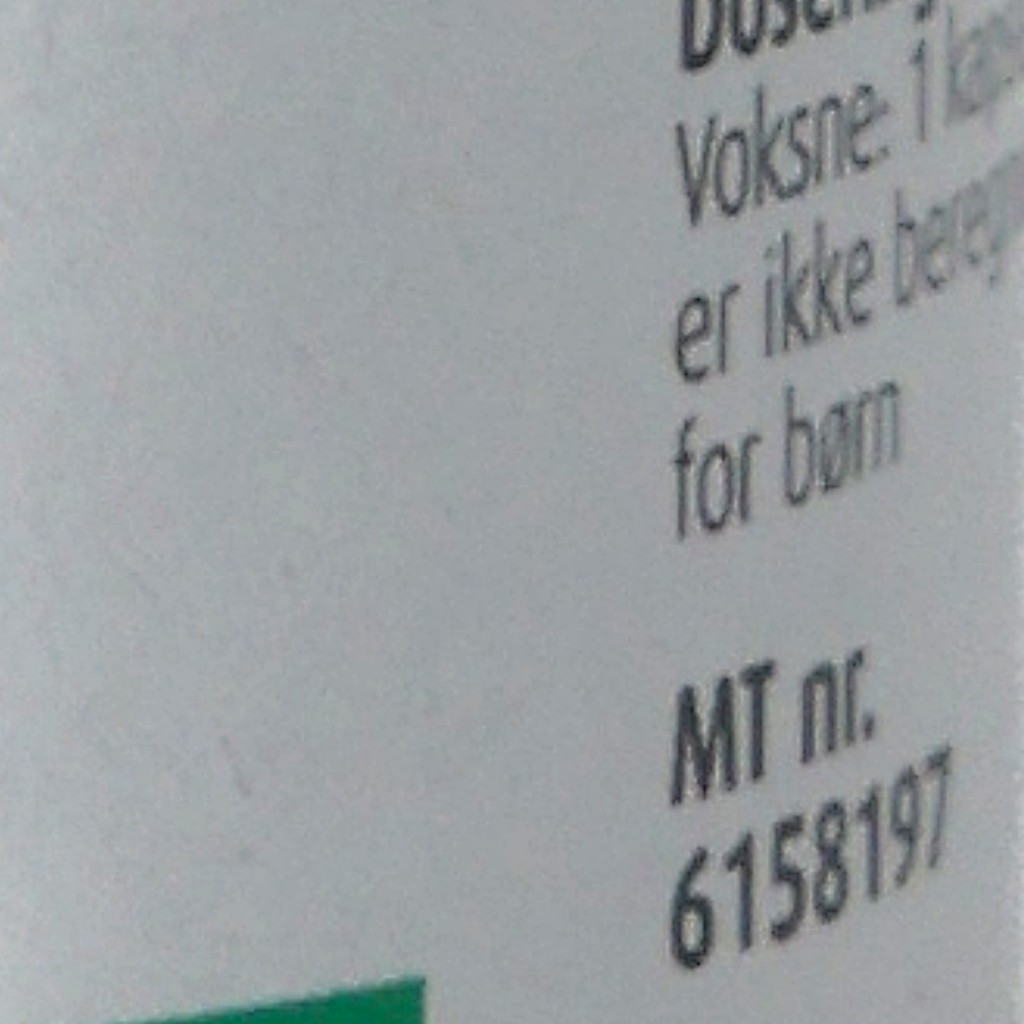 Voksne: 1
er ikke
for børn
MT nr.
6158197